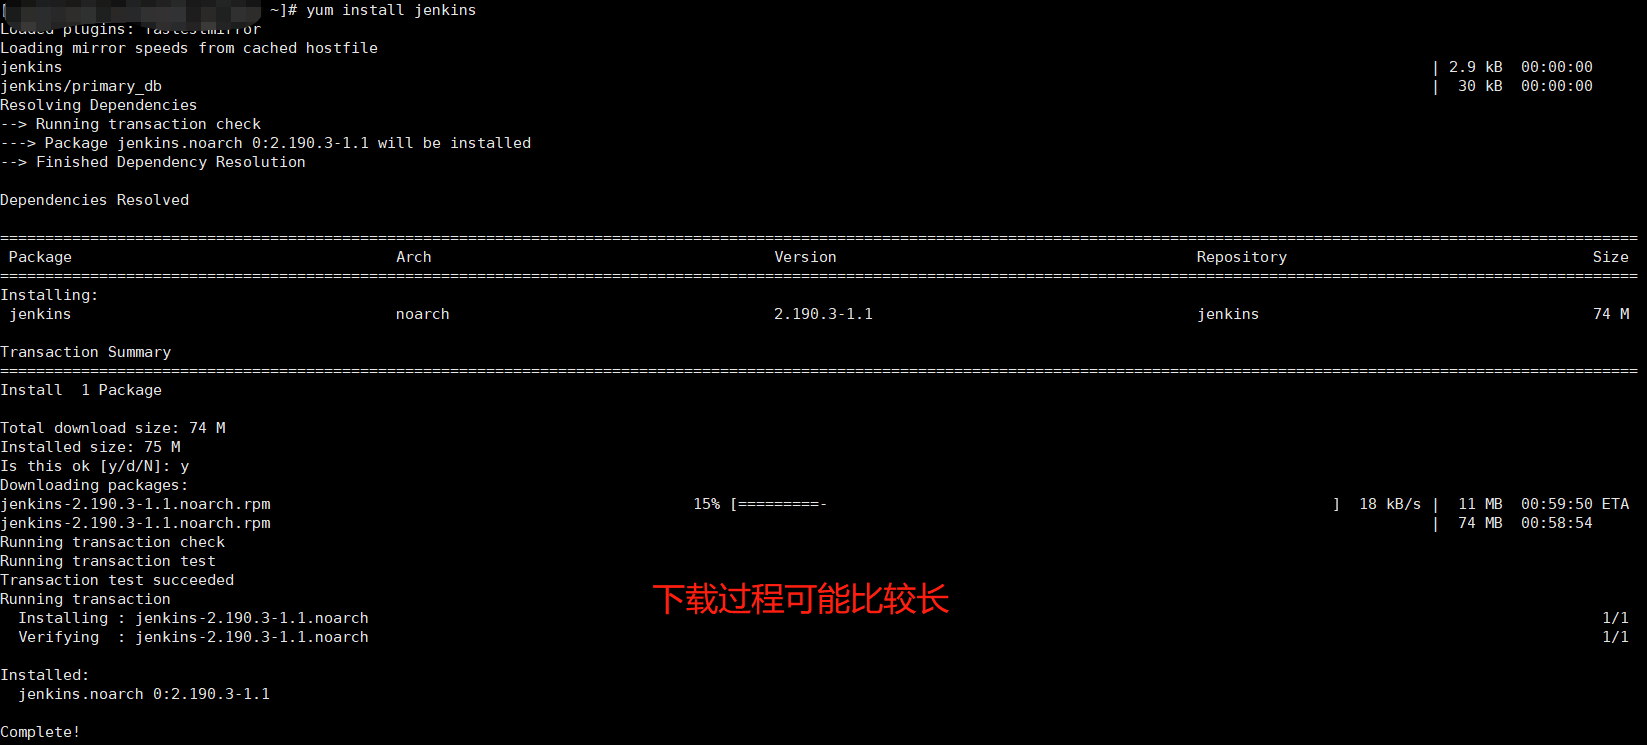 ~]# yum install jenkins
Loaded plugins: fastestmirror
Loading mirror speeds from cached hostfile
jenkins | 2.9 kB 00:00:00
jenkins/primary_db | 30 kB 00:00:00
Resolving Dependencies
--> Running transaction check
---> Package jenkins.noarch 0:2.190.3-1.1 will be installed
--> Finished Dependency Resolution
Dependencies Resolved
================================================================================
Package Arch Version Repository Size
================================================================================
Installing:
jenkins noarch 2.190.3-1.1 jenkins 74 M
Transaction Summary
================================================================================
Install 1 Package
Total download size: 74 M
Installed size: 75 M
Is this ok [y/d/N]: y
Downloading packages:
jenkins-2.190.3-1.1.noarch.rpm 15% [=========- ] 18 kB/s | 11 MB 00:59:50 ETA
jenkins-2.190.3-1.1.noarch.rpm | 74 MB 00:58:54
Running transaction check
Running transaction test
Transaction test succeeded
Running transaction
下载过程可能比较长
Installing : jenkins-2.190.3-1.1.noarch 1/1
Verifying : jenkins-2.190.3-1.1.noarch 1/1
Installed:
jenkins.noarch 0:2.190.3-1.1
Complete!